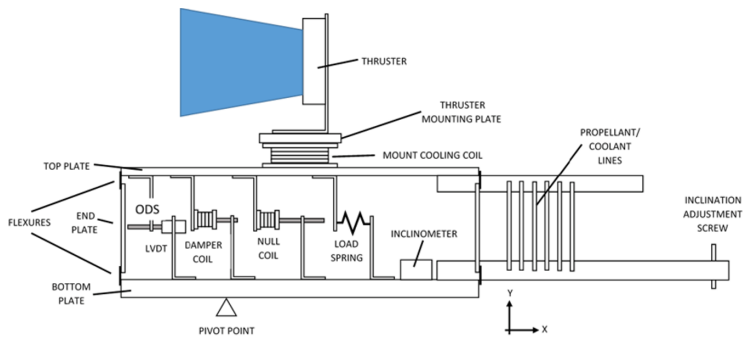 THRUSTER
THRUSTER
MOUNTING PLATE
PROPELLANT/
COOLANT
LINES
MOUNT COOLING COIL
TOP PLATE
FLEXURES
END
PLATE
ODS
LVDT
DAMPER
COIL
NULL
COIL
LOAD
SPRING
INCLINOMETER
INCLINATION
ADJUSTMENT
SCREW
BOTTOM
PLATE
PIVOT POINT
Y
X